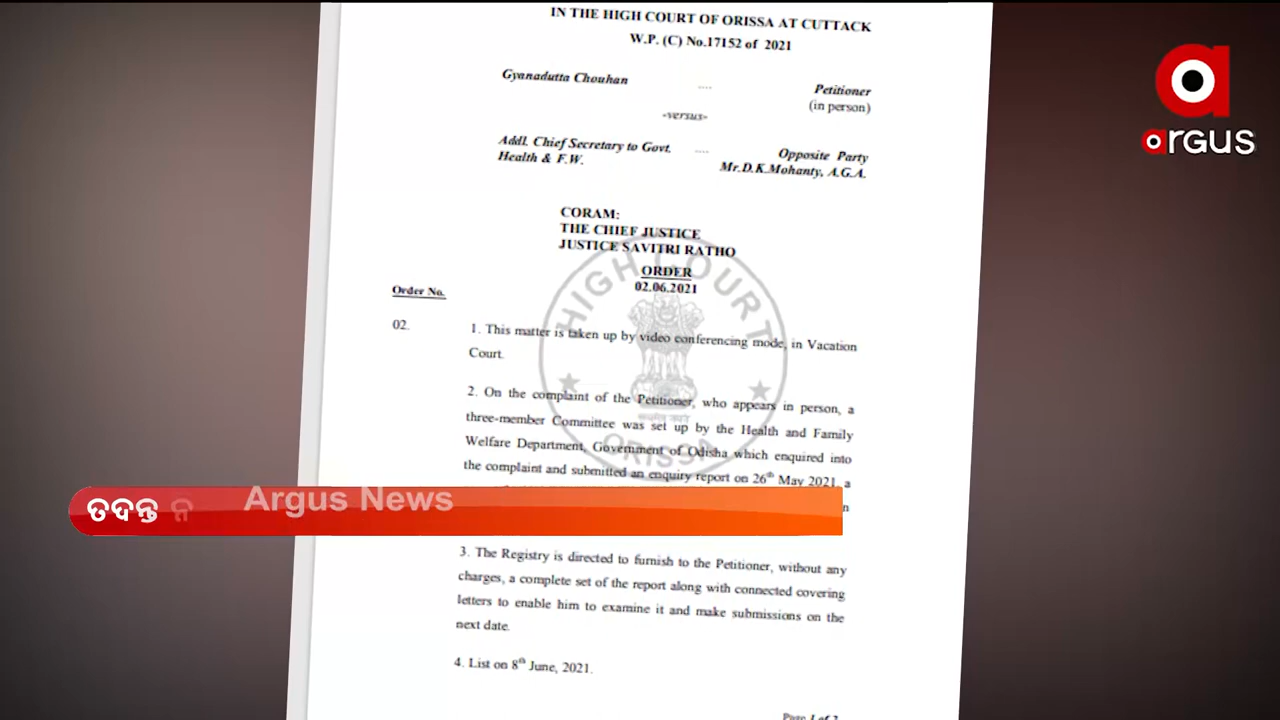 IN THE HIGH COURT OF ORISSA AT CUTTACK
W.P. (C) No.17152 of 2021
Gyanadutta Chouhan .... Petitioner
(in person)
-versus-
Addl. Chief Secretary to Govt. .... Opposite Party
Health & F.W. Mr.D.K.Mohanty, A.G.A.
CORAM:
THE CHIEF JUSTICE
JUSTICE SAVITRI RATHO
ORDER
02.06.2021
Order No.
02. 1. This matter is taken up by video conferencing mode, in Vacation
Court.
2. On the complaint of the Petitioner, who appears in person, a
three-member Committee was set up by the Health and Family
Welfare Department, Government of Odisha which enquired into
the complaint and submitted an enquiry report on 26th May 2021, a
3. The Registry is directed to furnish to the Petitioner, without any
charges, a complete set of the report along with connected covering
letters to enable him to examine it and make submissions on the
next date.
4. List on 8th June, 2021.
HIGH COURT
ORISSA
ତଦନ୍ତ ନ
Argus News
a
argus